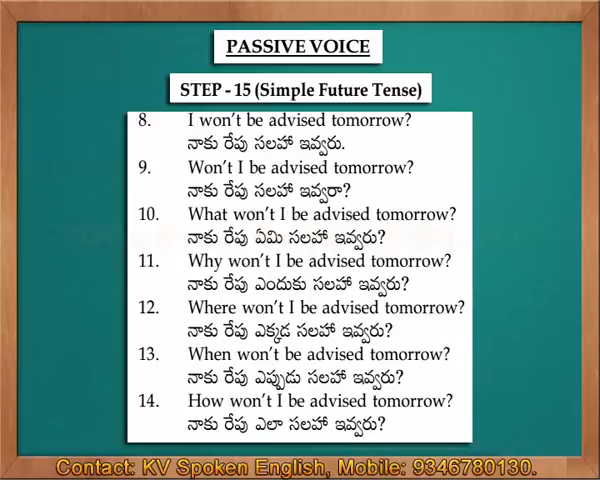 PASSIVE VOICE
STEP - 15 (Simple Future Tense)
8. I won't be advised tomorrow?
నాకు రేపు సలహా ఇవ్వరు.
9. Won't I be advised tomorrow?
నాకు రేపు సలహా ఇవ్వరా?
10. What won't I be advised tomorrow?
నాకు రేపు ఏమి సలహా ఇవ్వరు?
11. Why won't I be advised tomorrow?
నాకు రేపు ఎందుకు సలహా ఇవ్వరు?
12. Where won't I be advised tomorrow?
నాకు రేపు ఎక్కడ సలహా ఇవ్వరు?
13. When won't be advised tomorrow?
నాకు రేపు ఎప్పుడు సలహా ఇవ్వరు?
14. How won't I be advised tomorrow?
నాకు రేపు ఎలా సలహా ఇవ్వరు?
Contact: KV Spoken English, Mobile: 9346780130.